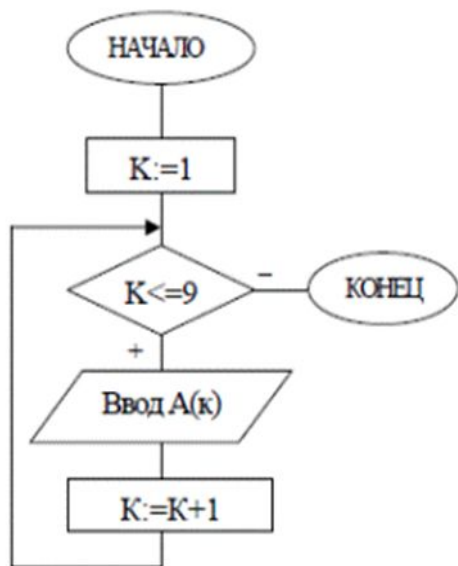 НАЧАЛО
K:=1
K<=9
–
КОНЕЦ
+
Ввод A(к)
K:=K+1